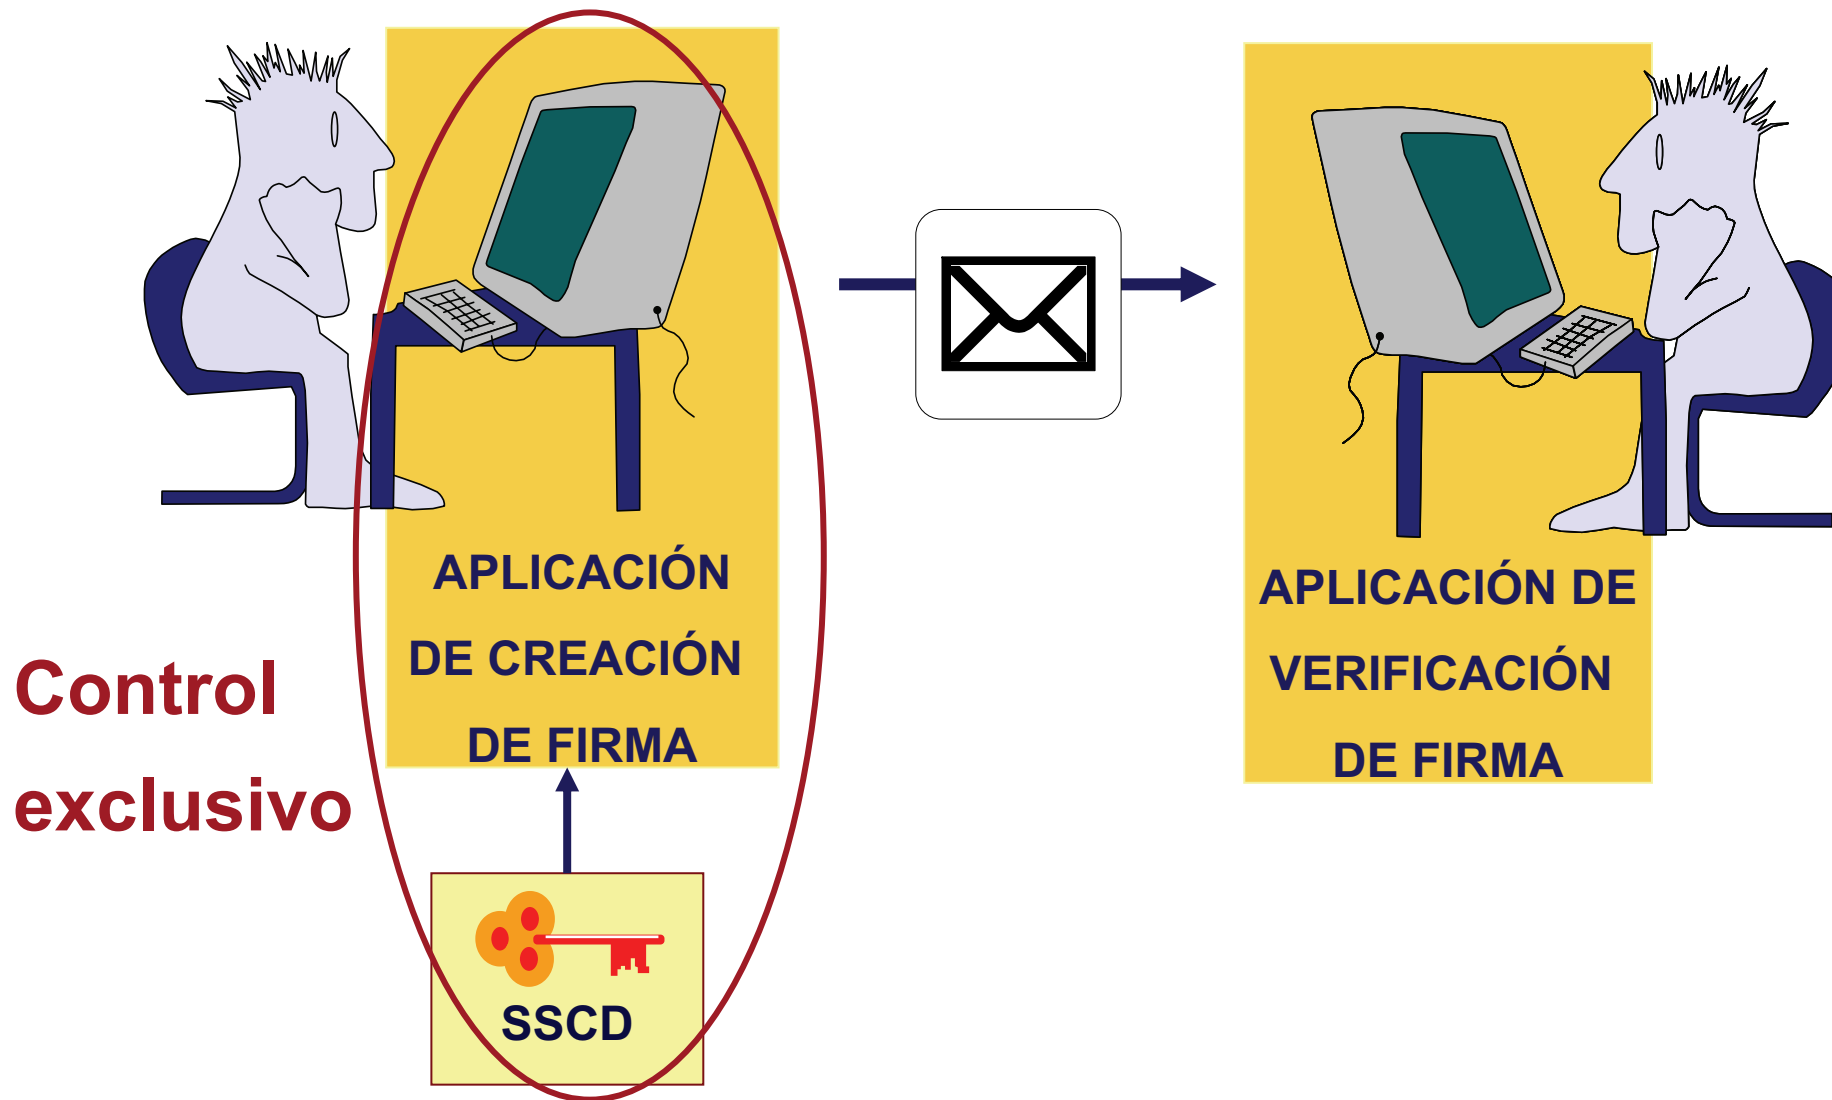 APLICACIÓN
DE CREACIÓN
DE FIRMA
Control
exclusivo
SSCD
APLICACIÓN DE
VERIFICACIÓN
DE FIRMA